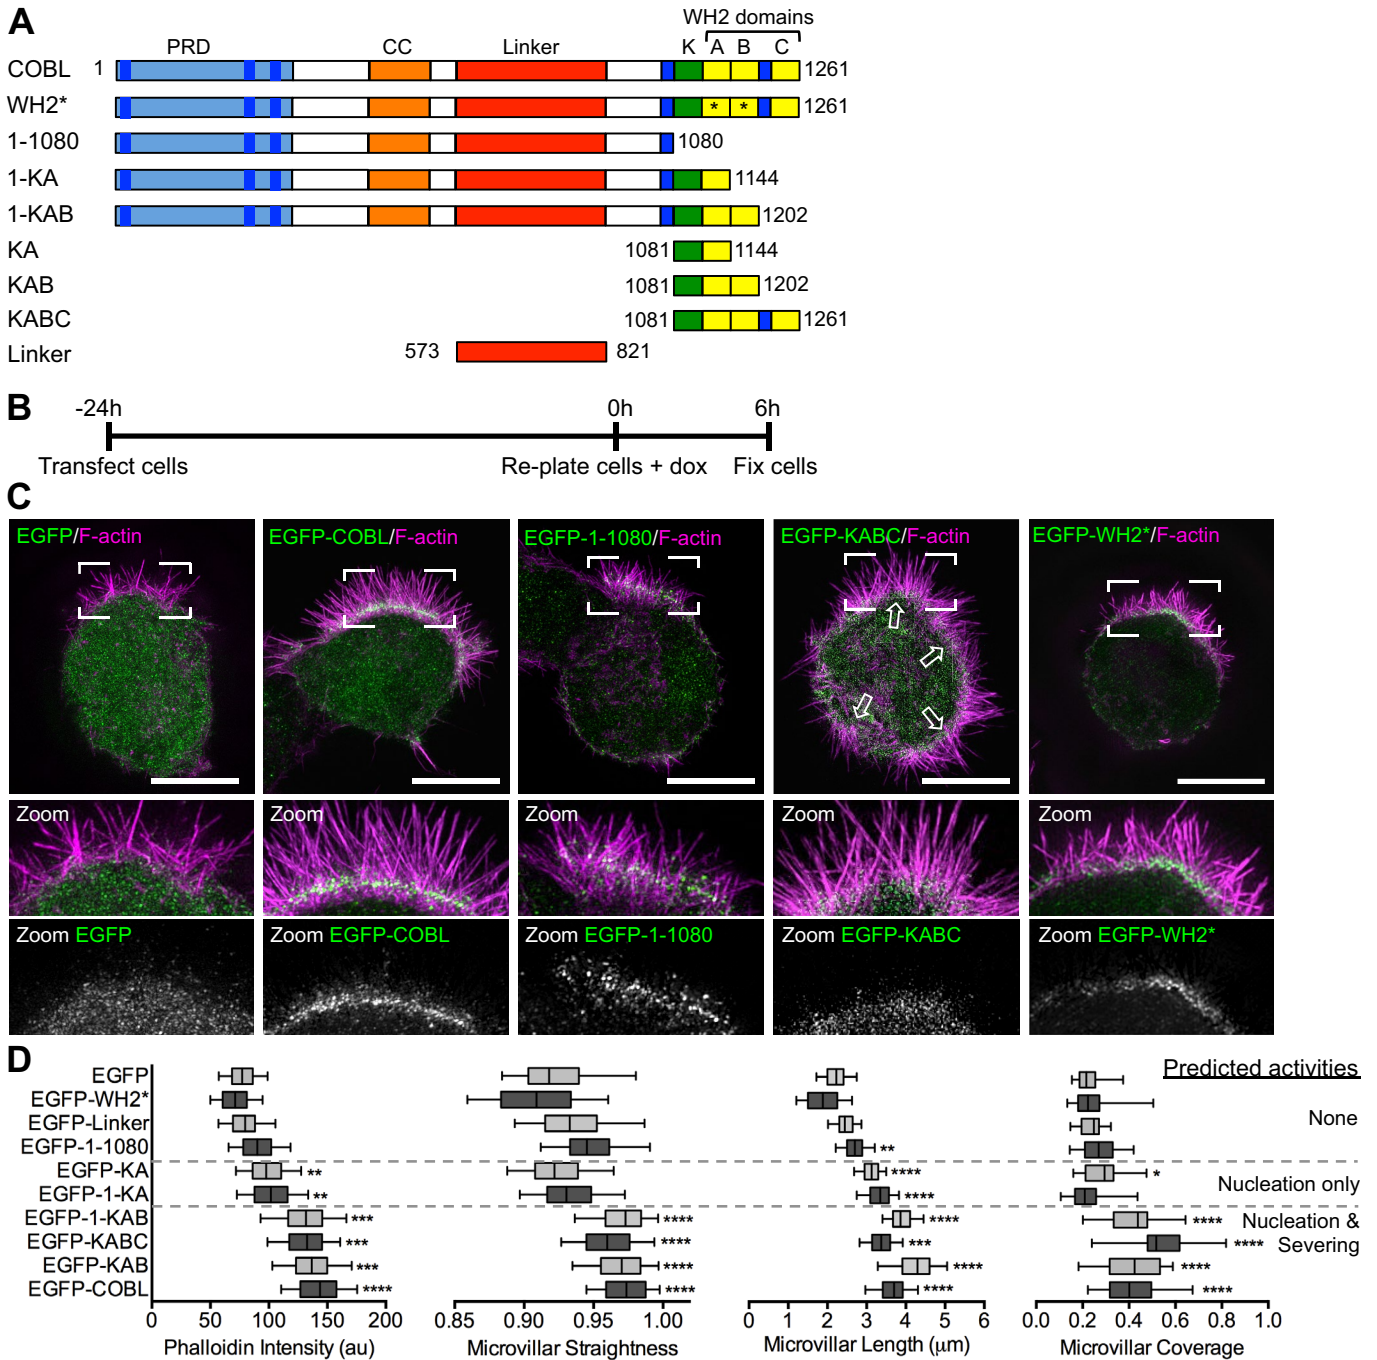 A
WH2 domains
PRD CC Linker K A B C
COBL 1 1261
WH2* * * 1261
1-1080 1080
1-KA 1144
1-KAB 1202
KA 1081 1144
KAB 1081 1202
KABC 1081 1261
Linker 573 821
B
-24h 0h 6h
Transfect cells Re-plate cells + dox Fix cells
C
EGFP/F-actin EGFP-COBL/F-actin EGFP-1-1080/F-actin EGFP-KABC/F-actin EGFP-WH2*/F-actin
Zoom Zoom Zoom Zoom Zoom
Zoom EGFP Zoom EGFP-COBL Zoom EGFP-1-1080 Zoom EGFP-KABC Zoom EGFP-WH2*
D
Predicted activities
EGFP
EGFP-WH2*
EGFP-Linker None
EGFP-1-1080 **
EGFP-KA ** **** *
EGFP-1-KA ** **** Nucleation only
EGFP-1-KAB *** **** **** **** Nucleation &
EGFP-KABC *** **** *** **** Severing
EGFP-KAB *** **** **** ****
EGFP-COBL **** **** **** ****
0 50 100 150 200 0.85 0.90 0.95 1.00 0 1 2 3 4 5 6 0.0 0.2 0.4 0.6 0.8 1.0
Phalloidin Intensity (au) Microvillar Straightness Microvillar Length (μm) Microvillar Coverage